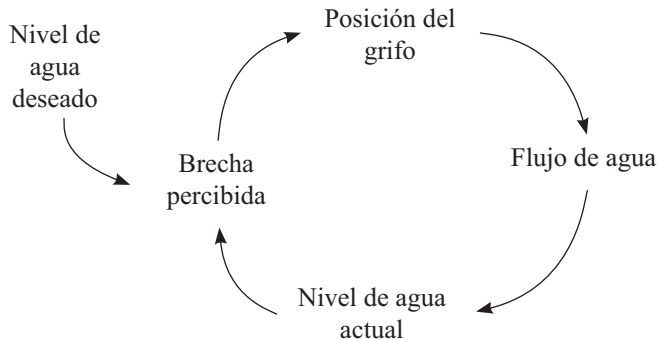 Nivel de
agua
deseado
Posición del
grifo
Brecha
percibida
Flujo de agua
Nivel de agua
actual